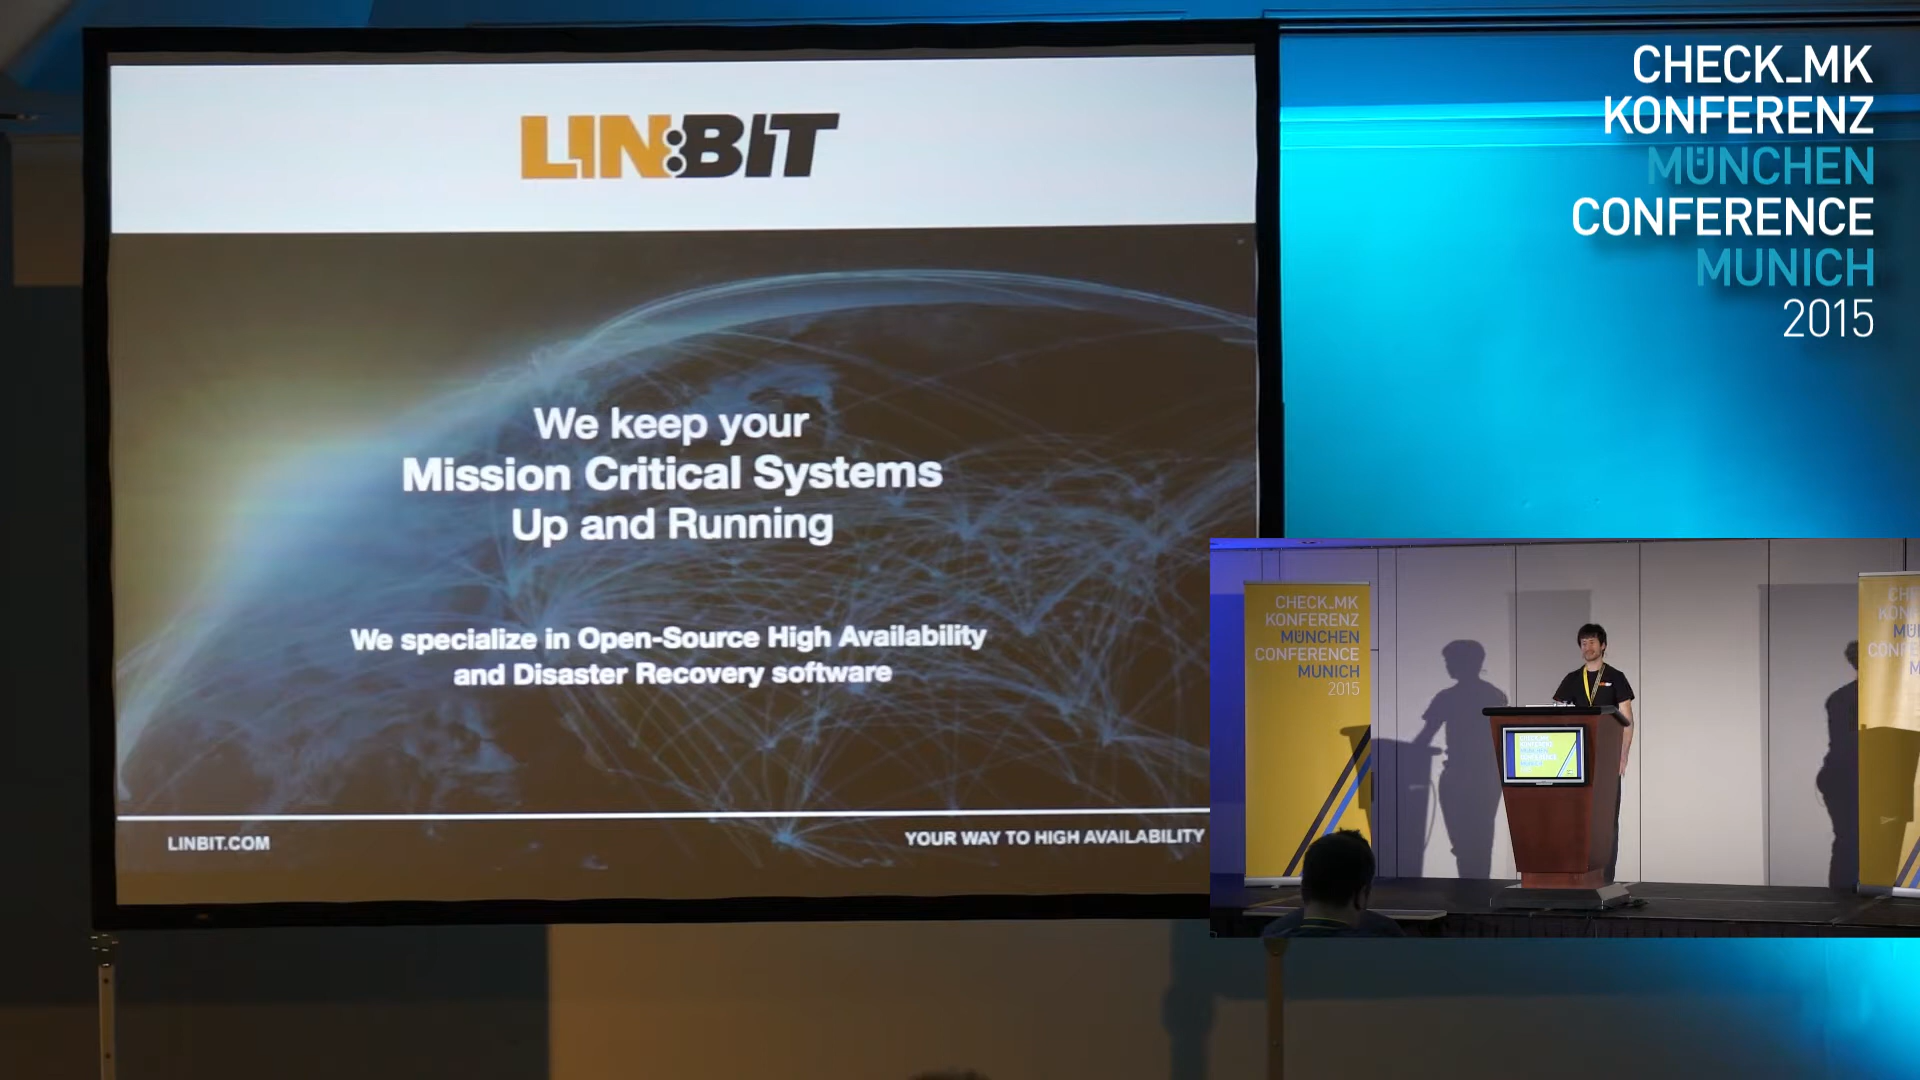 LIN:BIT
We keep your
Mission Critical Systems
Up and Running
We specialize in Open-Source High Availability
and Disaster Recovery software
LINBIT.COM
YOUR WAY TO HIGH AVAILABILITY
CHECK_MK
KONFERENZ
MÜNCHEN
CONFERENCE
MUNICH
2015
CHECK_MK
KONFERENZ
MÜNCHEN
CONFERENCE
MUNICH
2015